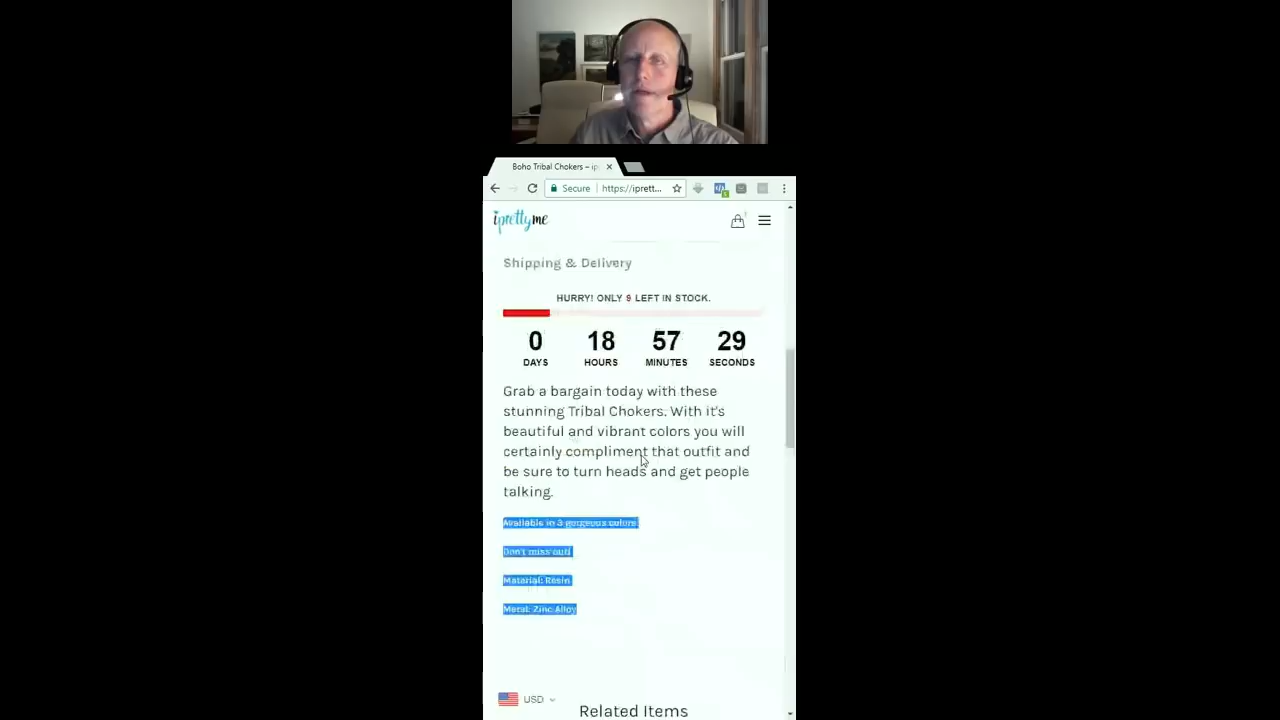 Boho Tribal Chokers – ip
Secure https://iprett...
iprettyme
Shipping & Delivery
HURRY! ONLY 9 LEFT IN STOCK.
0 18 57 29
DAYS HOURS MINUTES SECONDS
Grab a bargain today with these
stunning Tribal Chokers. With it's
beautiful and vibrant colors you will
certainly compliment that outfit and
be sure to turn heads and get people
talking.
Available in 3 gorgeous colors.
Don't miss out!
Material: Resin
Metal: Zinc Alloy
USD
Related Items